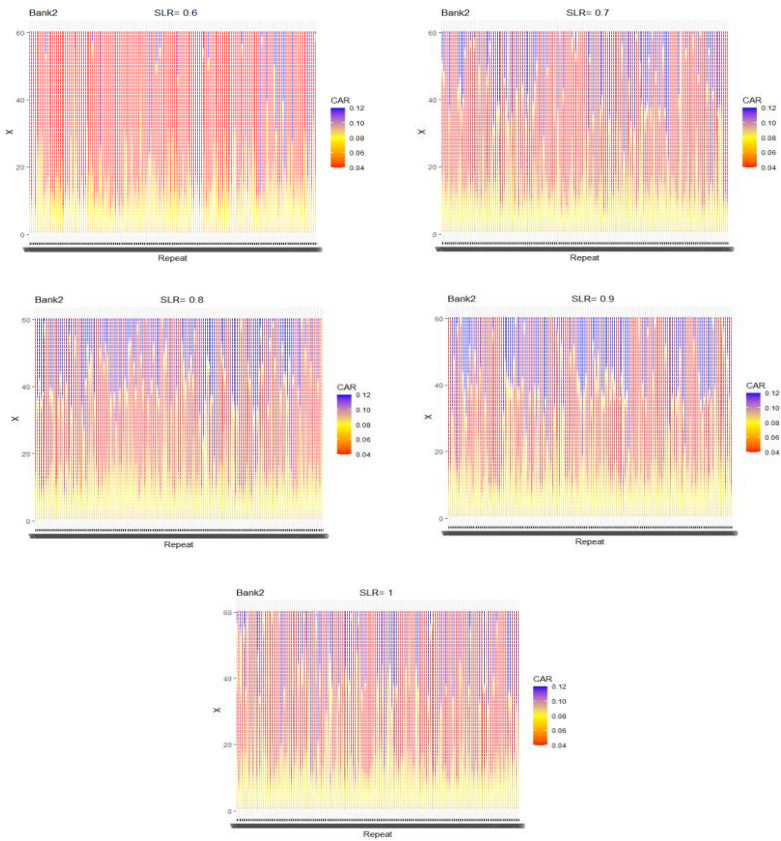 Bank2 SLR= 0.6
60
40
20
0
X
Repeat
CAR
0.12
0.10
0.08
0.06
0.04
Bank2 SLR= 0.7
60
40
20
0
X
Repeat
CAR
0.12
0.10
0.08
0.06
0.04
Bank2 SLR= 0.8
60
40
20
0
X
Repeat
CAR
0.12
0.10
0.08
0.06
0.04
Bank2 SLR= 0.9
60
40
20
0
X
Repeat
CAR
0.12
0.10
0.08
0.06
0.04
Bank2 SLR= 1
60
40
20
0
X
Repeat
CAR
0.12
0.10
0.08
0.06
0.04